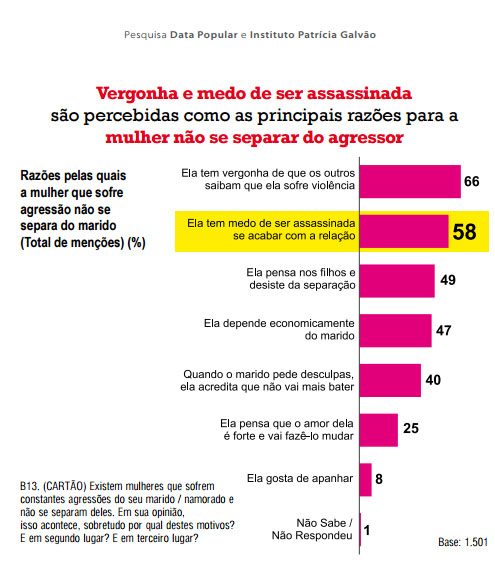 Pesquisa Data Popular e Instituto Patrícia Galvão
Vergonha e medo de ser assassinada
são percebidas como as principais razões para a
mulher não se separar do agressor
Razões pelas quais
a mulher que sofre
agressão não se
separa do marido
(Total de menções) (%)
Ela tem vergonha de que os outros
saibam que ela sofre violência
66
Ela tem medo de ser assassinada
se acabar com a relação
58
Ela pensa nos filhos e
desiste da separação
49
Ela depende economicamente
do marido
47
Quando o marido pede desculpas,
ela acredita que não vai mais bater
40
Ela pensa que o amor dela
é forte e vai fazê-lo mudar
25
Ela gosta de apanhar
8
Não Sabe /
Não Respondeu
1
B13. (CARTÃO) Existem mulheres que sofrem
constantes agressões do seu marido / namorado e
não se separam deles. Em sua opinião,
isso acontece, sobretudo por qual destes motivos?
E em segundo lugar? E em terceiro lugar?
Base: 1.501